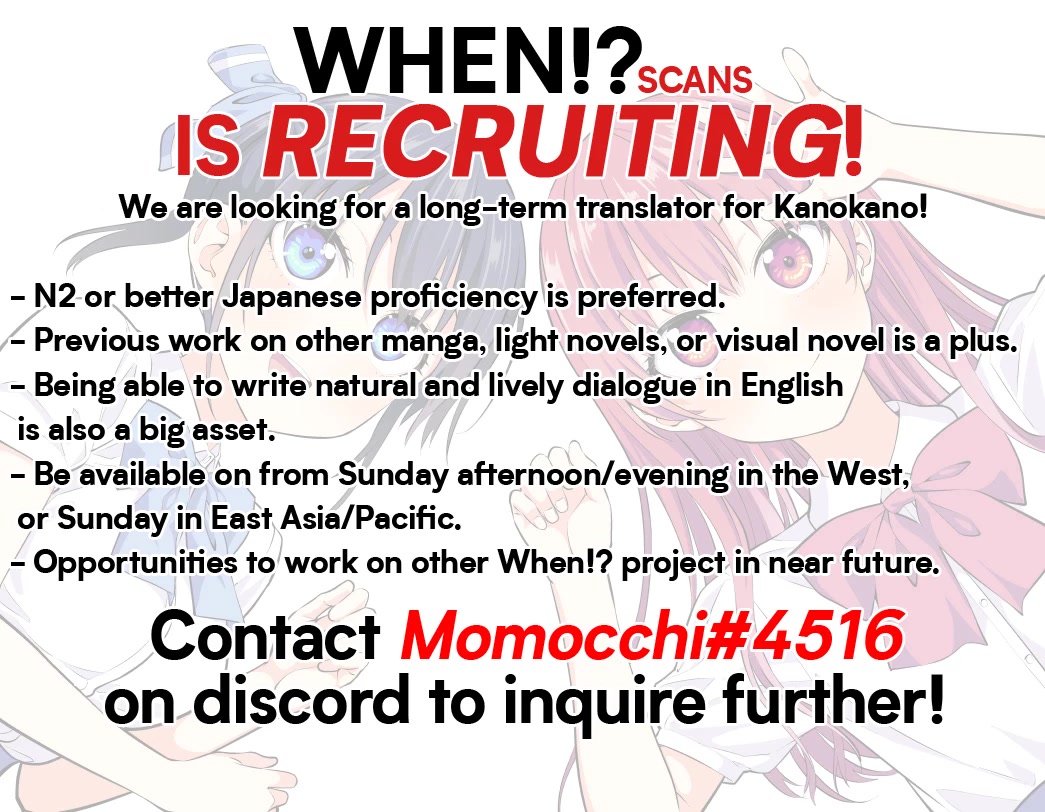 WHEN!? SCANS
IS RECRUITING!
We are looking for a long-term translator for Kanokano!
- N2 or better Japanese proficiency is preferred.
- Previous work on other manga, light novels, or visual novel is a plus.
- Being able to write natural and lively dialogue in English
is also a big asset.
- Be available on from Sunday afternoon/evening in the West,
or Sunday in East Asia/Pacific.
- Opportunities to work on other When!? project in near future.
Contact Momocchi#4516
on discord to inquire further!